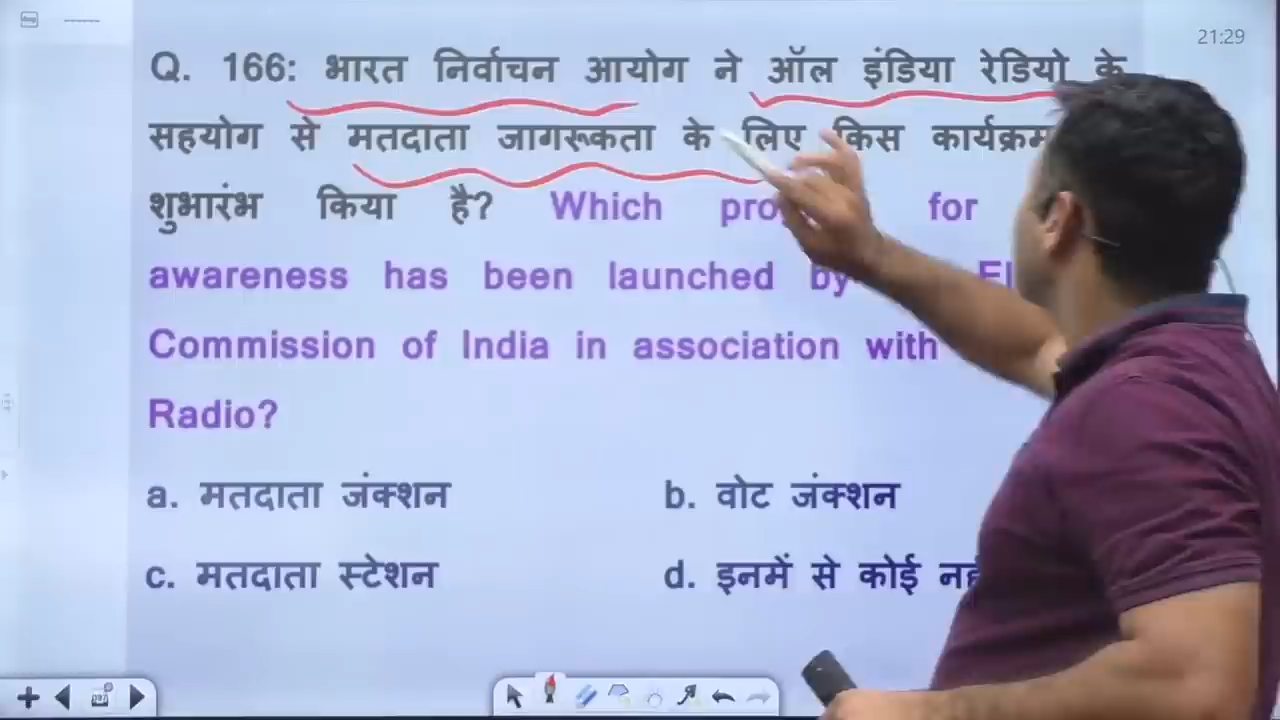 21:29
Q. 166: भारत निर्वाचन आयोग ने ऑल इंडिया रेडियो के
सहयोग से मतदाता जागरूकता के लिए किस कार्यक्रम
शुभारंभ किया है? Which for
awareness has been launched by
Commission of India in association with
Radio?
a. मतदाता जंक्शन b. वोट जंक्शन
c. मतदाता स्टेशन d. इनमें से कोई